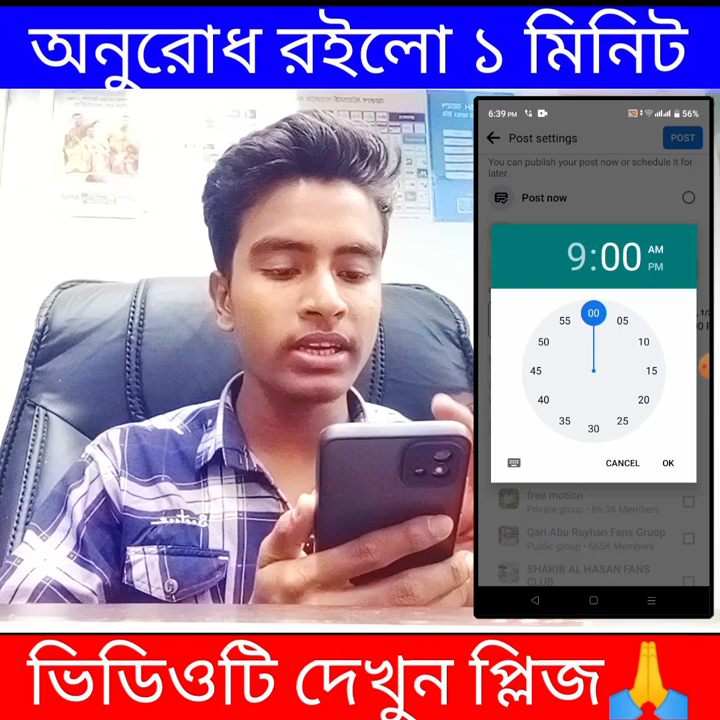 অনুরোধ রইলো ১ মিনিট
6:39 PM
56%
Post settings
POST
You can publish your post now or schedule it for
later.
Post now
9:00
AM
PM
00
05
10
15
20
25
30
35
40
45
50
55
CANCEL
OK
free motion
Private group • 86.3K Members
Qari Abu Rayhan Fans Gruop
Public group • 665K Members
SHAKIB AL HASAN FANS
CLUB
ভিডিওটি দেখুন প্লিজ